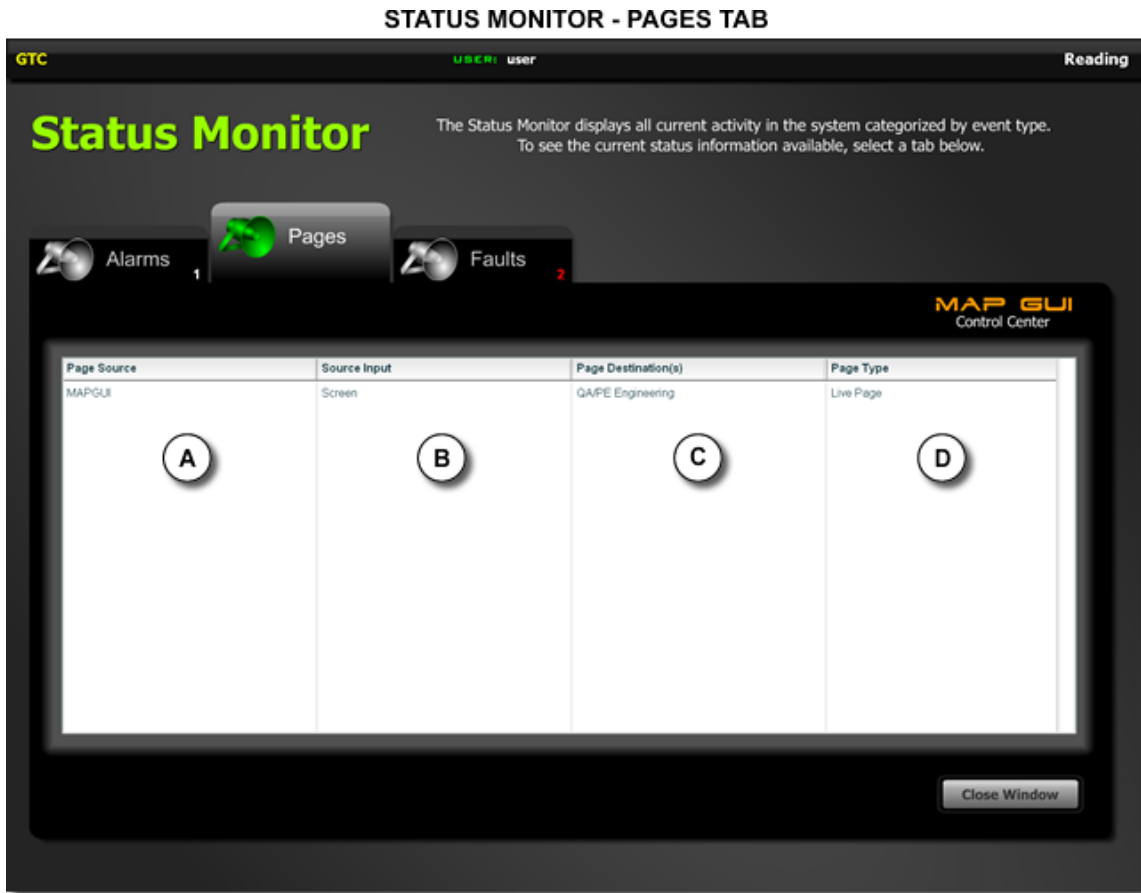 STATUS MONITOR - PAGES TAB
GTC USER: user Reading
Status Monitor
The Status Monitor displays all current activity in the system categorized by event type.
To see the current status information available, select a tab below.
Alarms 1 Pages Faults 2
MAP GUI
Control Center
Page Source Source Input Page Destination(s) Page Type
MAPGUI Screen QA/PE Engineering Live Page
A B C D
Close Window